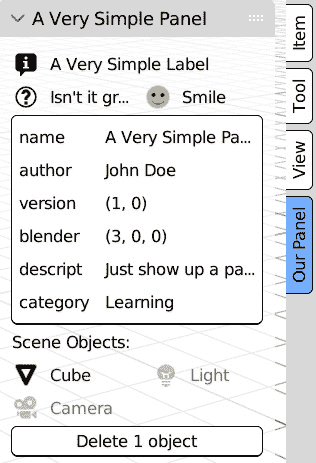 A Very Simple Panel
A Very Simple Label
Isn't it gr... Smile
name A Very Simple Pa...
author John Doe
version (1, 0)
blender (3, 0, 0)
descript Just show up a pa...
category Learning
Scene Objects:
Cube Light
Camera
Delete 1 object
Item
Tool
View
Our Panel